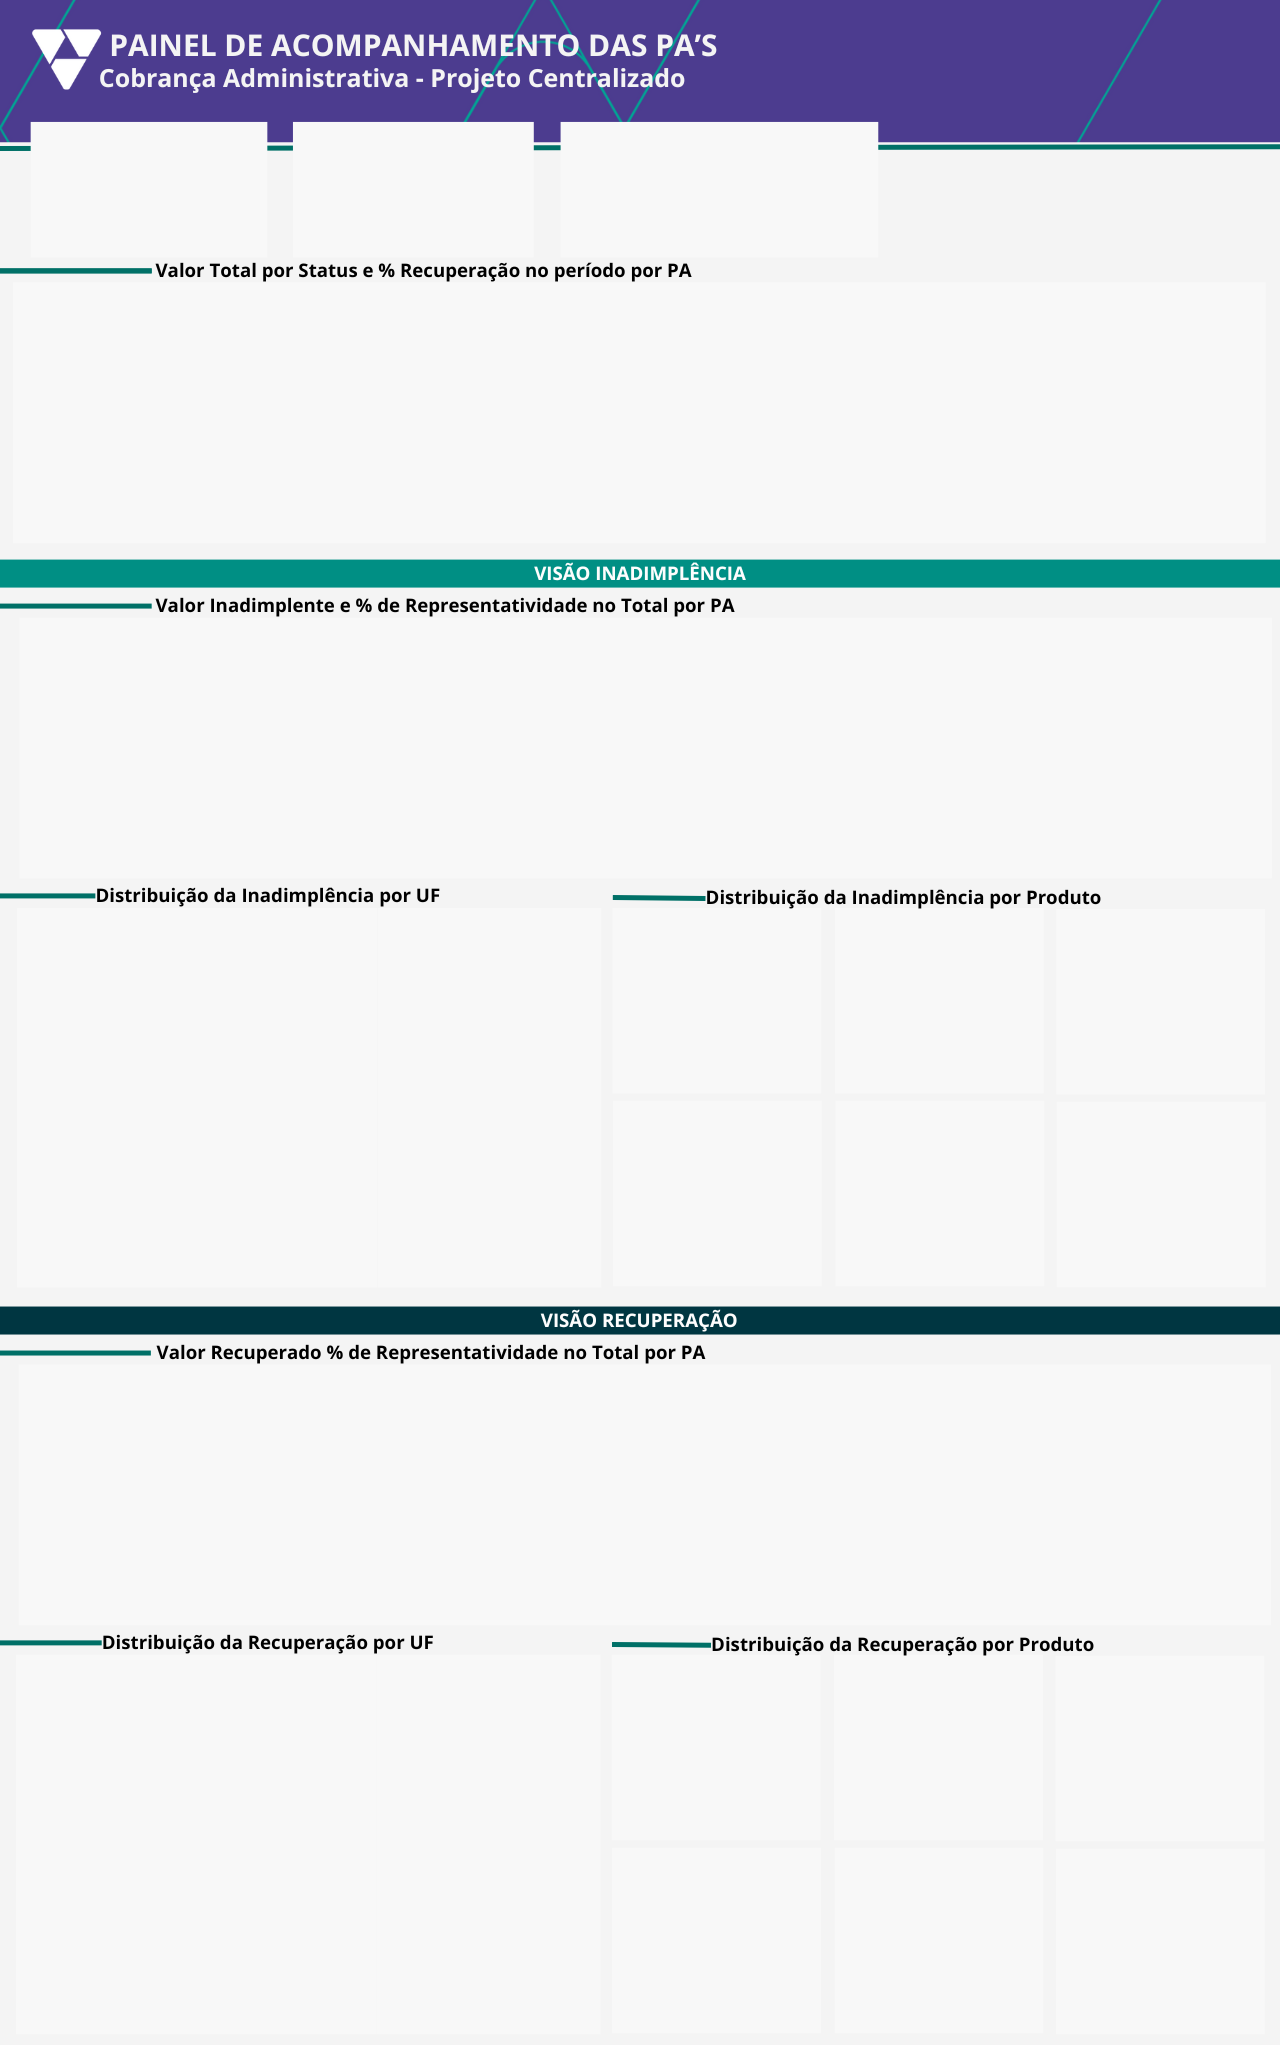 PAINEL DE ACOMPANHAMENTO DAS PA’S
Cobrança Administrativa - Projeto Centralizado
Valor Total por Status e % Recuperação no período por PA
VISÃO INADIMPLÊNCIA
Valor Inadimplente e % de Representatividade no Total por PA
Distribuição da Inadimplência por UF
Distribuição da Inadimplência por Produto
VISÃO RECUPERAÇÃO
Valor Recuperado % de Representatividade no Total por PA
Distribuição da Recuperação por UF
Distribuição da Recuperação por Produto